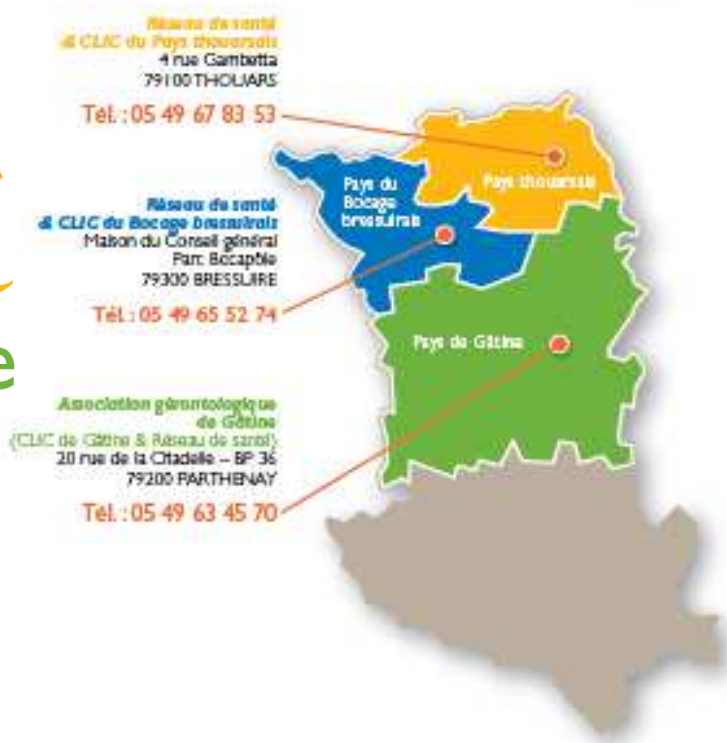 Réseau de santé
& CLIC du Pays thouarsais
4 rue Gambetta
79100 THOUARS
Tél. : 05 49 67 83 53
Réseau de santé
& CLIC du Bocage bressuirais
Maison du Conseil général
Parc Bocapôle
79300 BRESSUIRE
Tél. : 05 49 65 52 74
Association gérontologique
de Gâtine
(CLIC de Gâtine & Réseau de santé)
20 rue de la Citadelle – BP 36
79200 PARTHENAY
Tél. : 05 49 63 45 70
Pays thouarsais
Pays du
Bocage
bressuirais
Pays de Gâtine
e